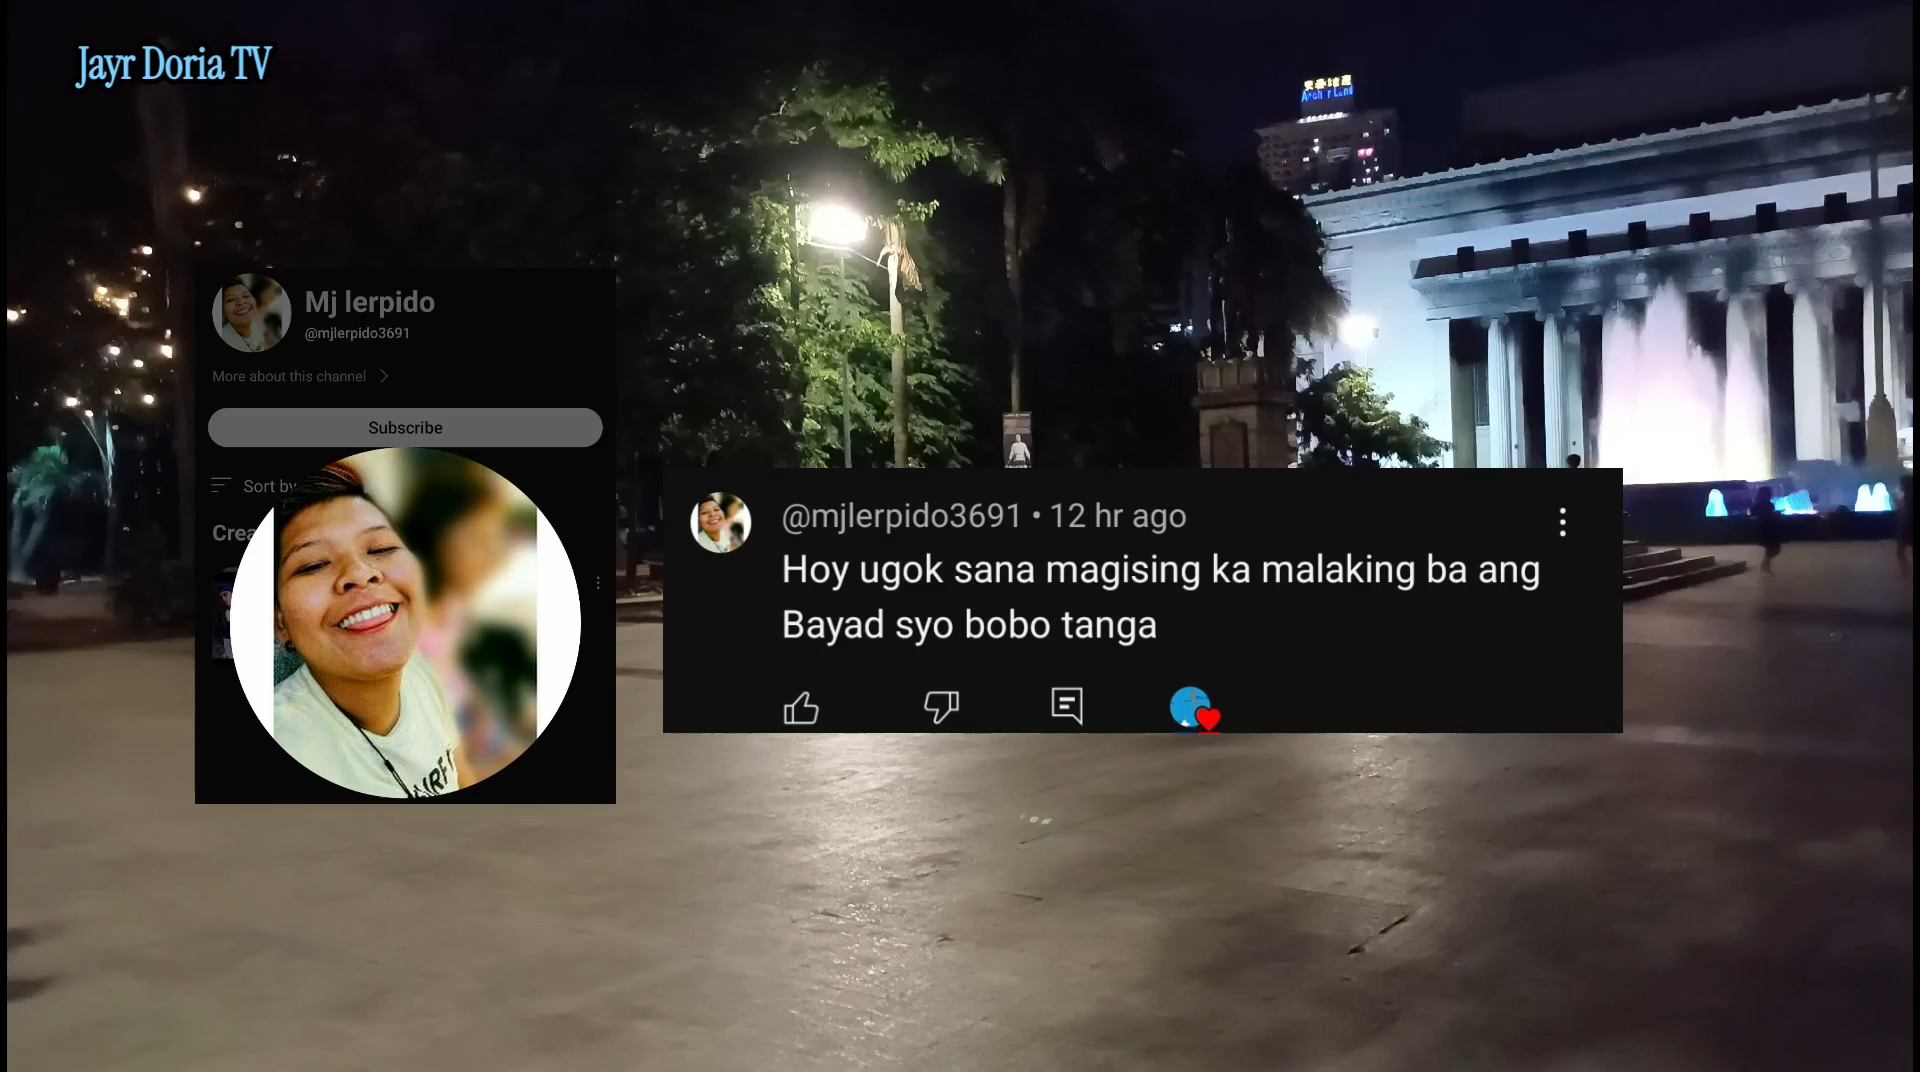 Jayr Doria TV
Mj lerpido
@mjlerpido3691
More about this channel
Subscribe
Sort by
Crea
@mjlerpido3691 • 12 hr ago
Hoy ugok sana magising ka malaking ba ang
Bayad syo bobo tanga